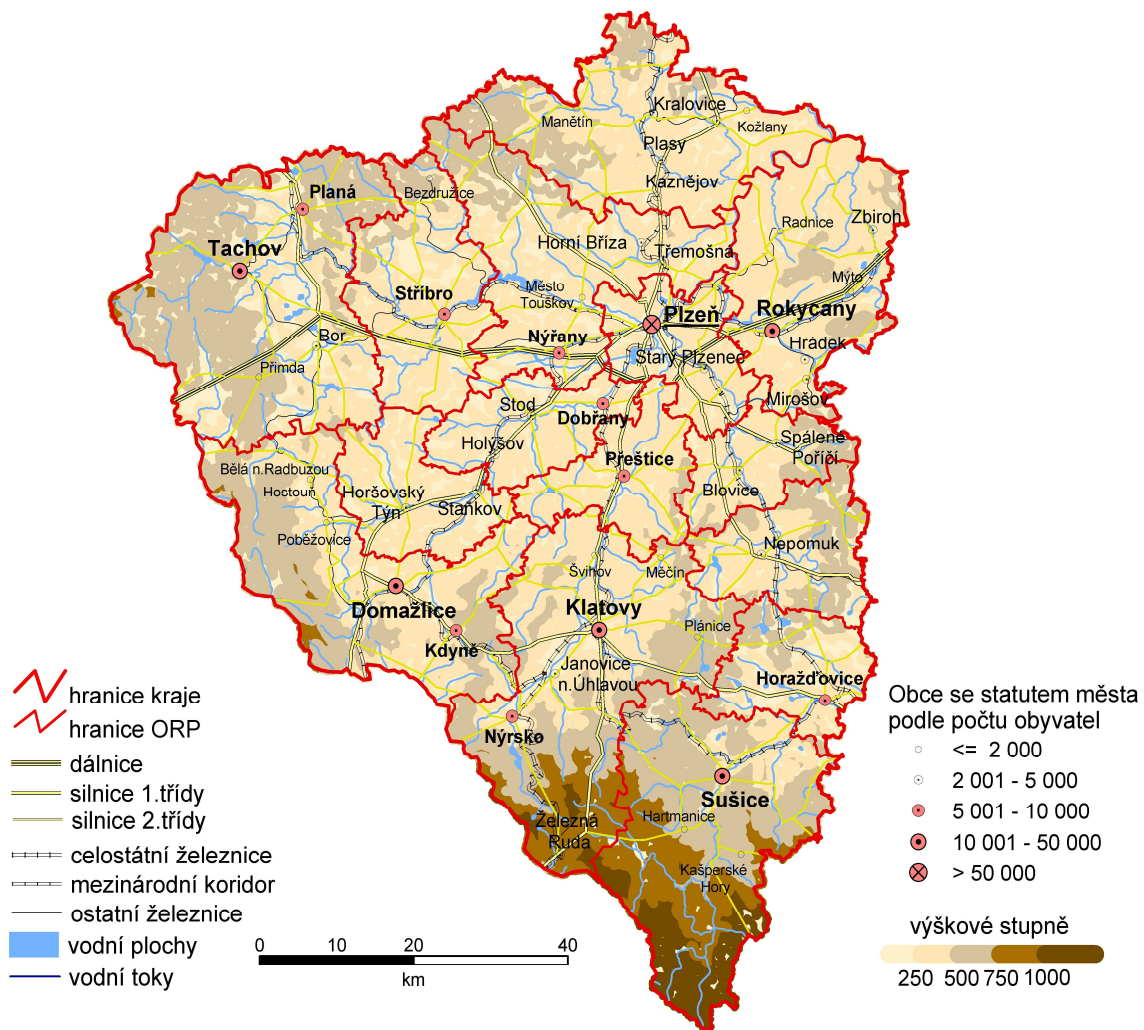 Kralovice
Manětín
Kožlany
Plasy
Kaznějov
Planá
Bezdružice
Radnice
Zbiroh
Tachov
Horní Bříza
Třemošná
Mýto
Stříbro
Město
Touškov
Plzeň
Rokycany
Bor
Nýřany
Starý Plzenec
Hrádek
Přimda
Mirošov
Stod
Dobřany
Holýšov
Spálené
Poříčí
Přeštice
Bělá n.Radbuzou
Hoctouň
Horšovský
Týn
Staňkov
Blovice
Poběžovice
Nepomuk
Švihov
Měčín
Domažlice
Klatovy
Kdyně
Plánice
Janovice
n.Úhlavou
Horažďovice
Nýrsko
Sušice
Železná
Ruda
Hartmanice
Kašperské
Hory
hranice kraje
hranice ORP
dálnice
silnice 1.třídy
silnice 2.třídy
celostátní železnice
mezinárodní koridor
ostatní železnice
vodní plochy
vodní toky
0 10 20 40
km
Obce se statutem města
podle počtu obyvatel
<= 2 000
2 001 - 5 000
5 001 - 10 000
10 001 - 50 000
> 50 000
výškové stupně
250 500 750 1000